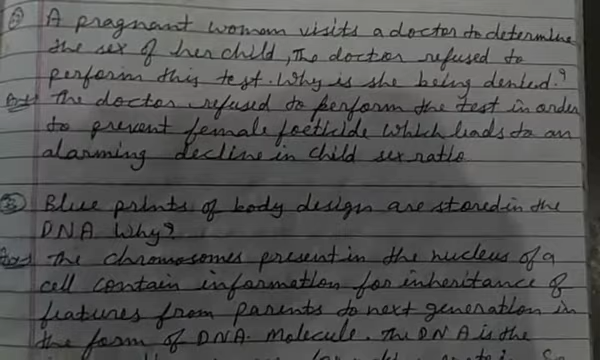 A pragnant woman visits a doctor to determine
the sex of her child, The doctor refused to
perform this test. Why is she being denied.?
Ans The doctor refused to perform the test in order
to prevent female foeticide which leads to an
alarming decline in child sex ratio
Blue prints of body design are stored in the
DNA Why?
Ans The chromosomes present in the nucleus of a
cell contain information for inheritance of
features from parents to next generation in
the form of DNA Molecule. The DNA is the